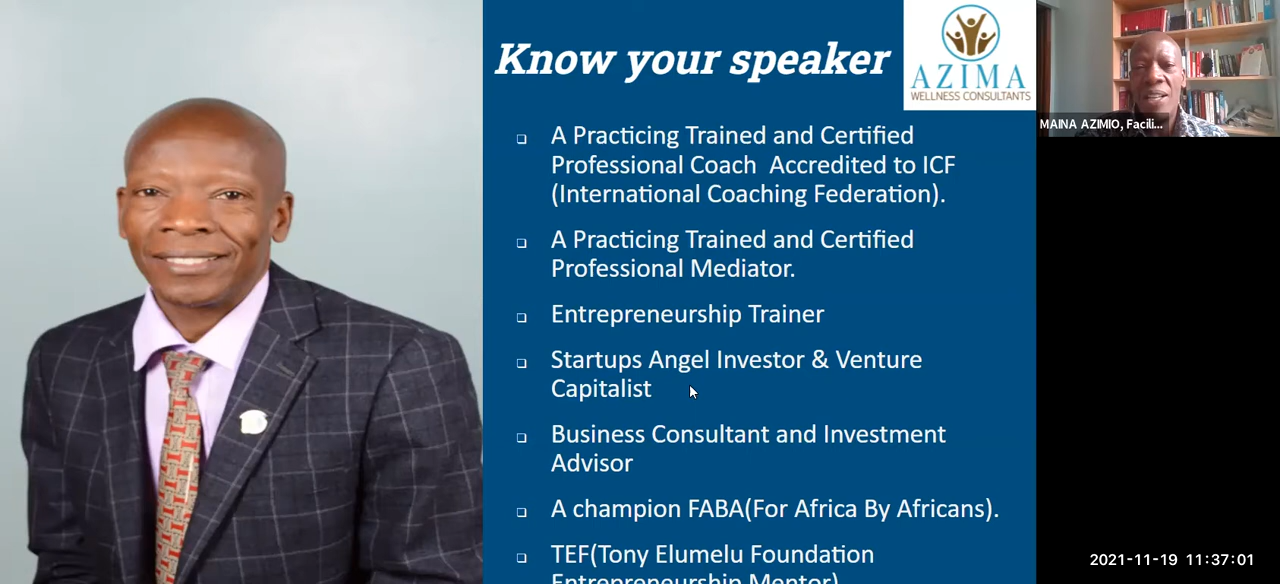 Know your speaker
AZIMA
WELLNESS CONSULTANTS
❑ A Practicing Trained and Certified
Professional Coach  Accredited to ICF
(International Coaching Federation).
❑ A Practicing Trained and Certified
Professional Mediator.
❑ Entrepreneurship Trainer
❑ Startups Angel Investor & Venture
Capitalist
❑ Business Consultant and Investment
Advisor
❑ A champion FABA(For Africa By Africans).
❑ TEF(Tony Elumelu Foundation
Entrepreneurship Mentor)
MAINA AZIMIO, Facili...
2021-11-19 11:37:01